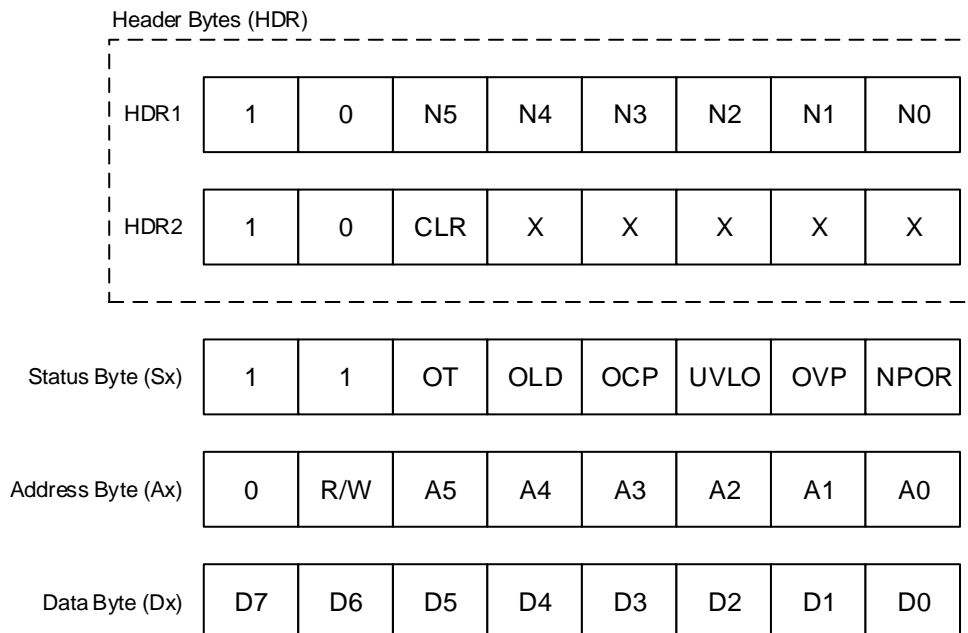 Header Bytes (HDR)
HDR1 1 0 N5 N4 N3 N2 N1 N0
HDR2 1 0 CLR X X X X X
Status Byte (Sx) 1 1 OT OLD OCP UVLO OVP NPOR
Address Byte (Ax) 0 R/W A5 A4 A3 A2 A1 A0
Data Byte (Dx) D7 D6 D5 D4 D3 D2 D1 D0